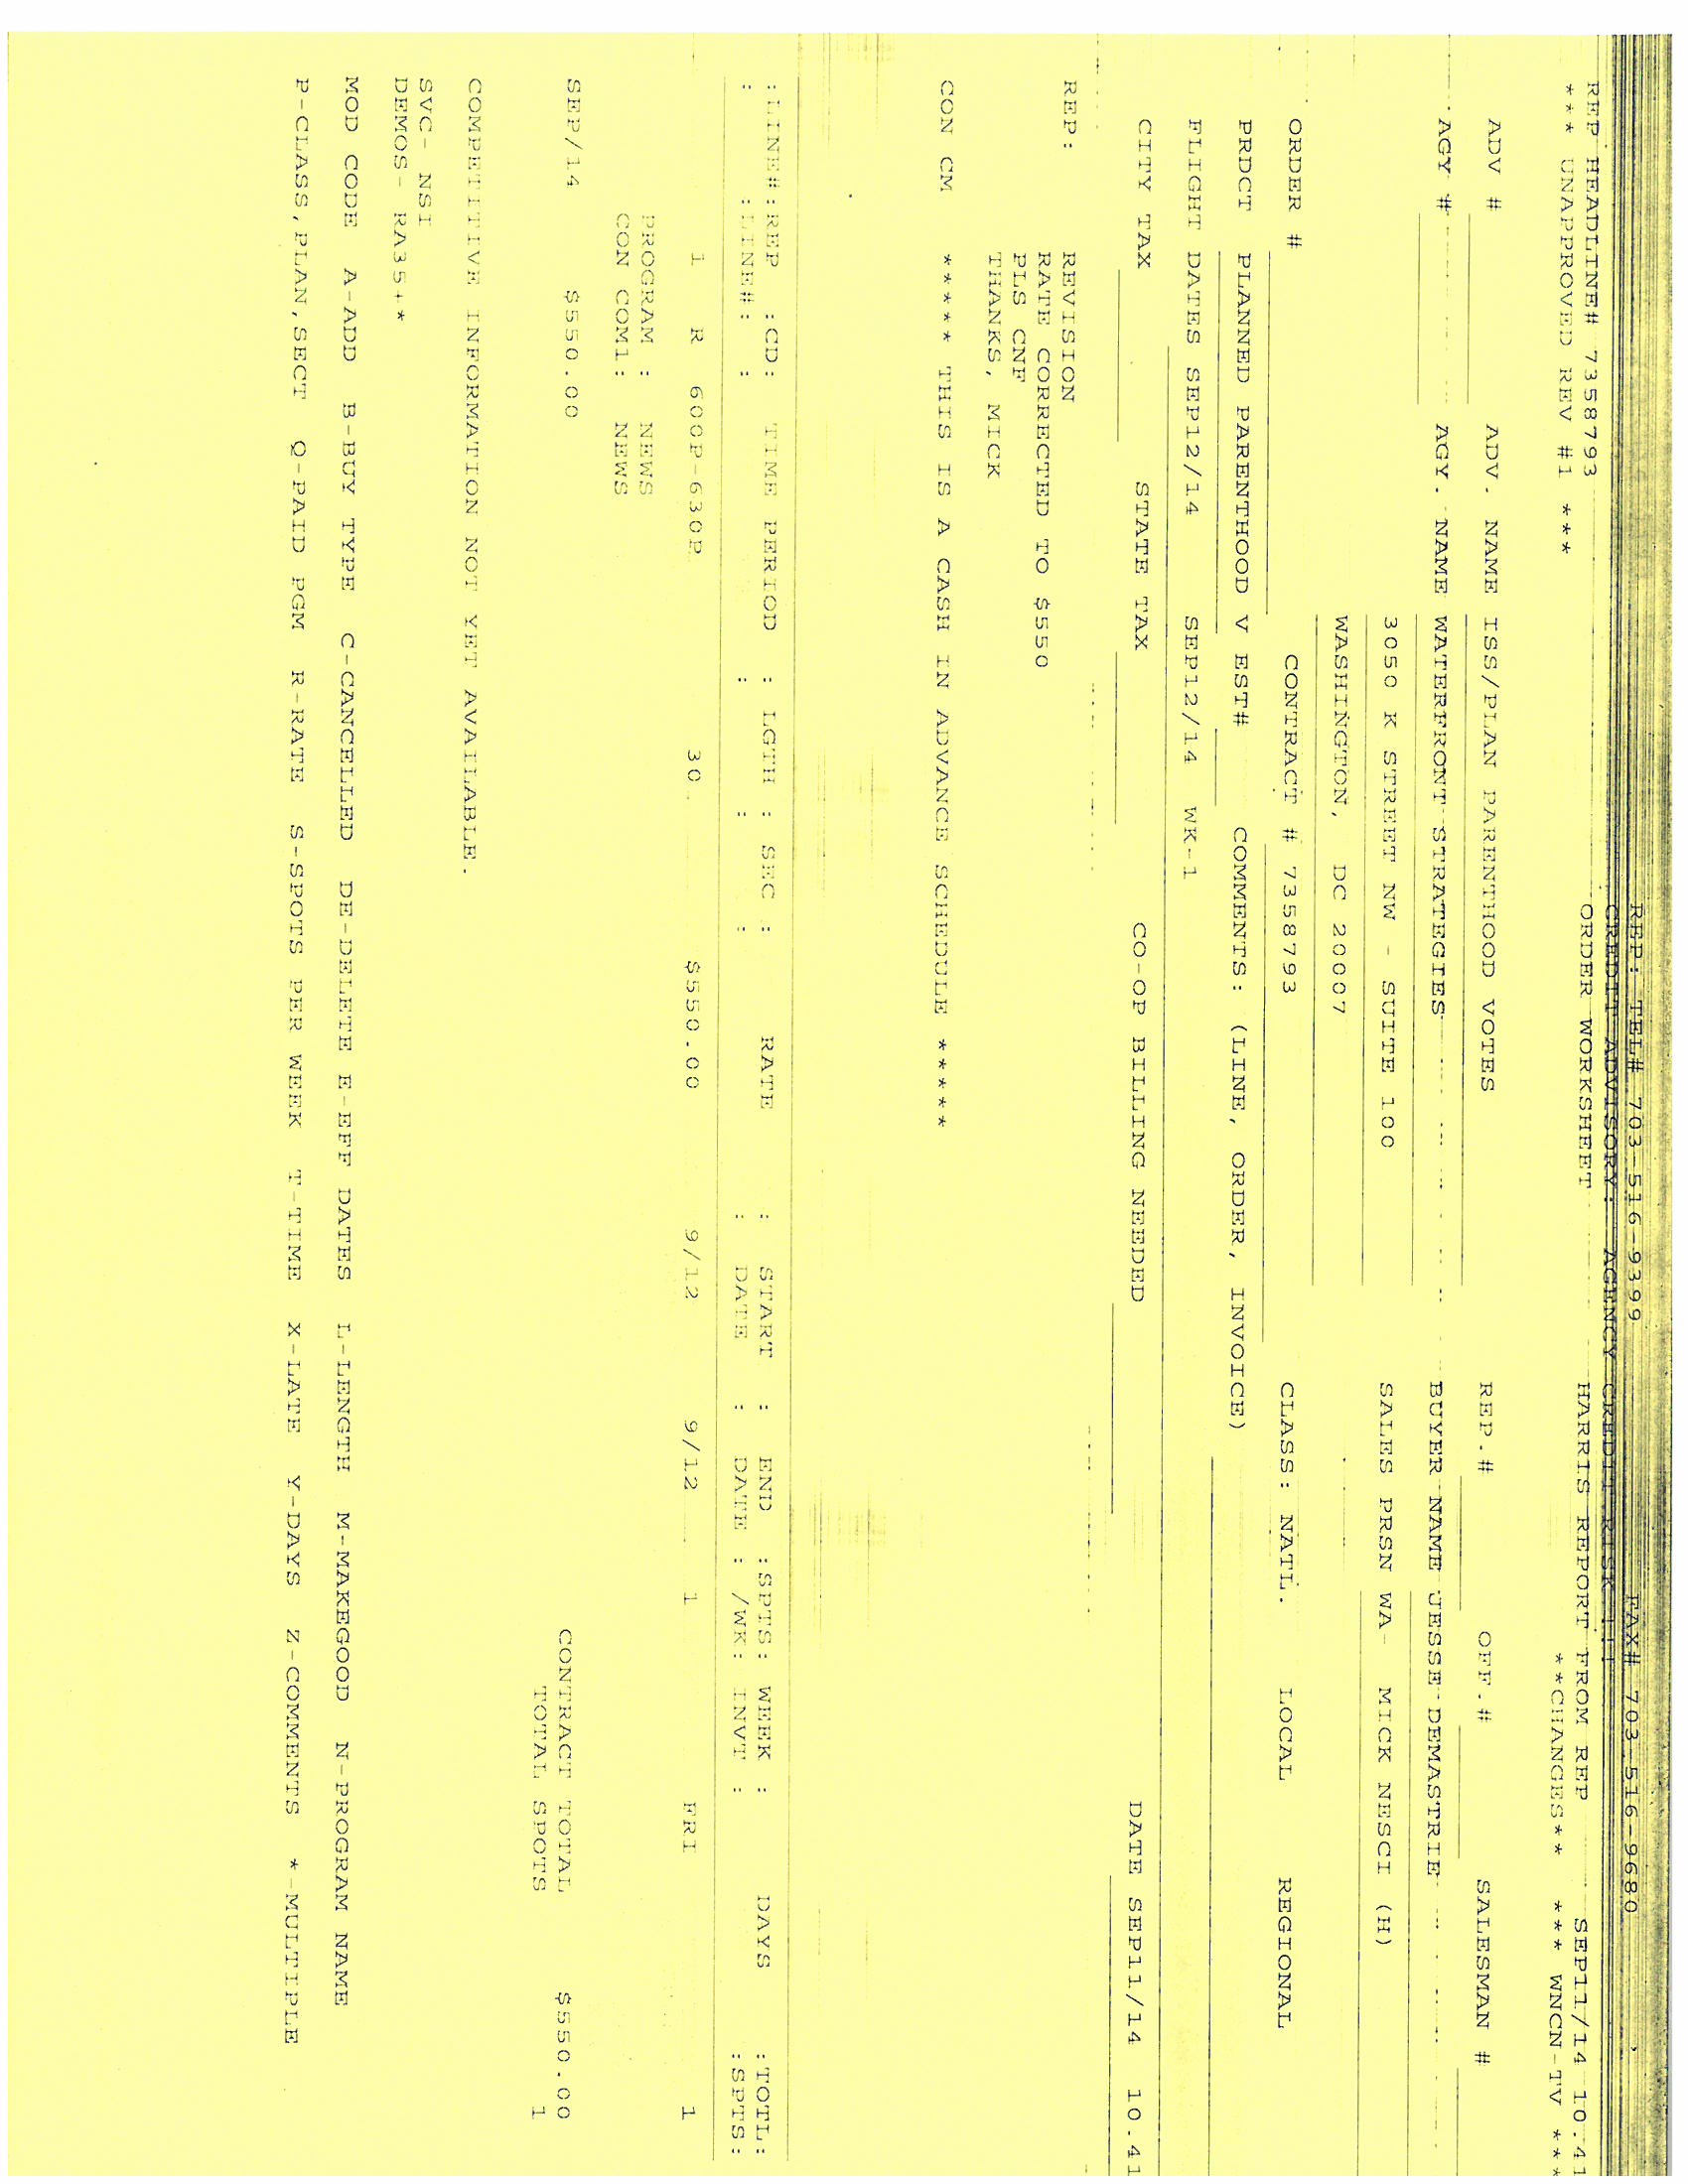 REP: TEL# 703-516-9399 FAX# 703-516-9680
CREDIT ADVISORY: AGENCY CREDIT RISK !!!
ORDER WORKSHEET HARRIS REPORT FROM REP SEP11/14 10.41
REP HEADLINE# 7358793 **CHANGES** *** WNCN-TV ***
*** UNAPPROVED REV #1 ***
ADV # ADV. NAME ISS/PLAN PARENTHOOD VOTES REP.# OFF.# SALESMAN #
AGY # AGY. NAME WATERFRONT STRATEGIES BUYER NAME JESSE DEMASTRIE
3050 K STREET NW - SUITE 100 SALES PRSN WA- MICK NESCI (H)
WASHINGTON, DC 20007
ORDER # CONTRACT # 7358793 CLASS: NATL. LOCAL REGIONAL
PRDCT PLANNED PARENTHOOD V EST# COMMENTS: (LINE, ORDER, INVOICE)
FLIGHT DATES SEP12/14 SEP12/14 WK-1
CITY TAX STATE TAX CO-OP BILLING NEEDED DATE SEP11/14 10.41
REP: REVISION
RATE CORRECTED TO $550
PLS CNF
THANKS, MICK
CON CM ***** THIS IS A CASH IN ADVANCE SCHEDULE *****
:LINE#:REP :CD: TIME PERIOD : LGTH : SEC : RATE : START : END :SPTS: WEEK : DAYS :TOTL:
: :LINE#: : : : : : DATE : DATE : /WK: INVT : :SPTS:
1 R 600P-630P 30 $550.00 9/12 9/12 1 FRI 1
PROGRAM : NEWS
CON COM1: NEWS
SEP/14 $550.00 CONTRACT TOTAL $550.00
TOTAL SPOTS 1
COMPETITIVE INFORMATION NOT YET AVAILABLE.
SVC- NSI
DEMOS- RA35+*
MOD CODE A-ADD B-BUY TYPE C-CANCELLED DE-DELETE E-EFF DATES L-LENGTH M-MAKEGOOD N-PROGRAM NAME
P-CLASS,PLAN,SECT Q-PAID PGM R-RATE S-SPOTS PER WEEK T-TIME X-LATE Y-DAYS Z-COMMENTS *-MULTIPLE